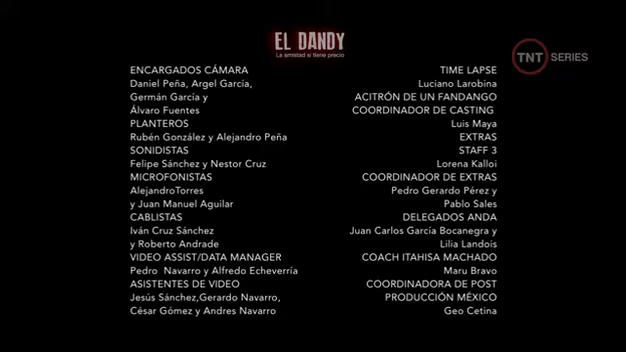 EL DANDY
La amistad si tiene precio
TNT SERIES
ENCARGADOS CÁMARA
Daniel Peña, Argel García,
Germán García y
Álvaro Fuentes
PLANTEROS
Rubén González y Alejandro Peña
SONIDISTAS
Felipe Sánchez y Nestor Cruz
MICROFONISTAS
AlejandroTorres
y Juan Manuel Aguilar
CABLISTAS
Iván Cruz Sánchez
y Roberto Andrade
VIDEO ASSIST/DATA MANAGER
Pedro Navarro y Alfredo Echeverría
ASISTENTES DE VIDEO
Jesús Sánchez,Gerardo Navarro,
César Gómez y Andres Navarro
TIME LAPSE
Luciano Larobina
ACITRÓN DE UN FANDANGO
COORDINADOR DE CASTING
Luis Maya
EXTRAS
STAFF 3
Lorena Kalloi
COORDINADOR DE EXTRAS
Pedro Gerardo Pérez y
Pablo Sales
DELEGADOS ANDA
Juan Carlos García Bocanegra y
Lilia Landois
COACH ITAHISA MACHADO
Maru Bravo
COORDINADORA DE POST
PRODUCCIÓN MÉXICO
Geo Cetina